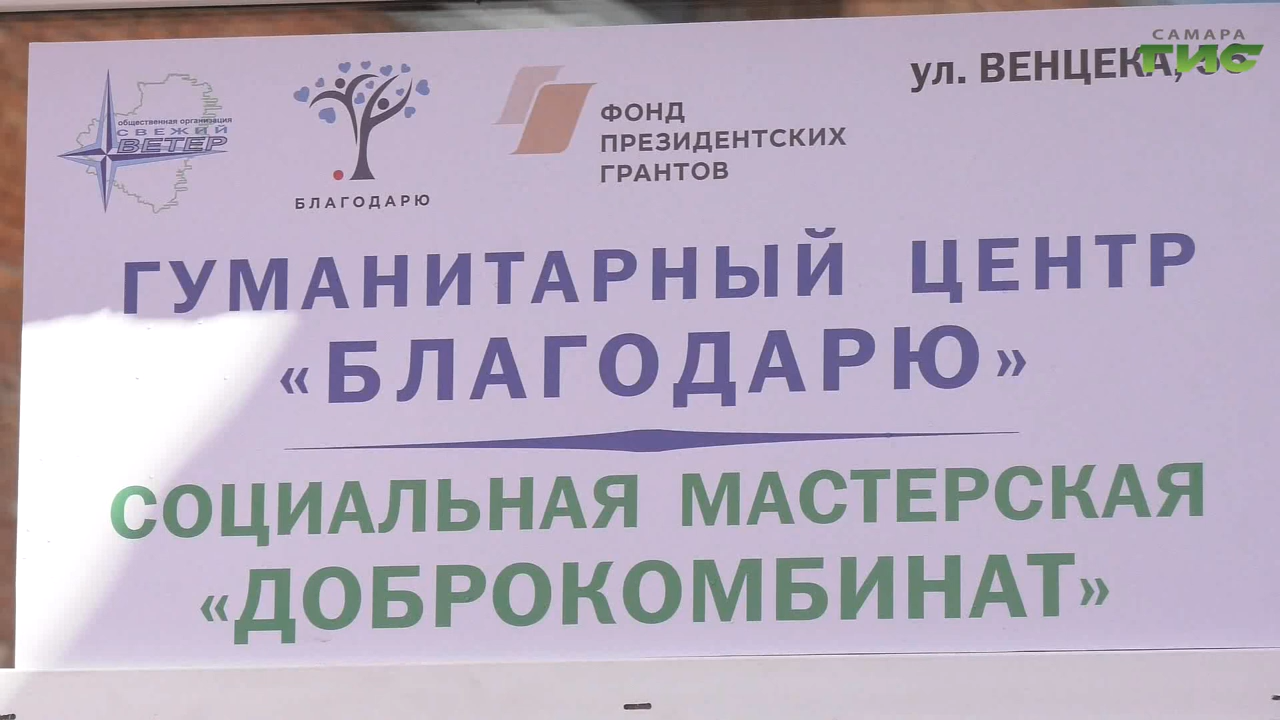 САМАРА
ГИС
ул. ВЕНЦЕКА,
общественная организация
СВЕЖИЙ
ВЕТЕР
БЛАГОДАРЮ
ФОНД
ПРЕЗИДЕНТСКИХ
ГРАНТОВ
ГУМАНИТАРНЫЙ ЦЕНТР
«БЛАГОДАРЮ»
СОЦИАЛЬНАЯ МАСТЕРСКАЯ
«ДОБРОКОМБИНАТ»